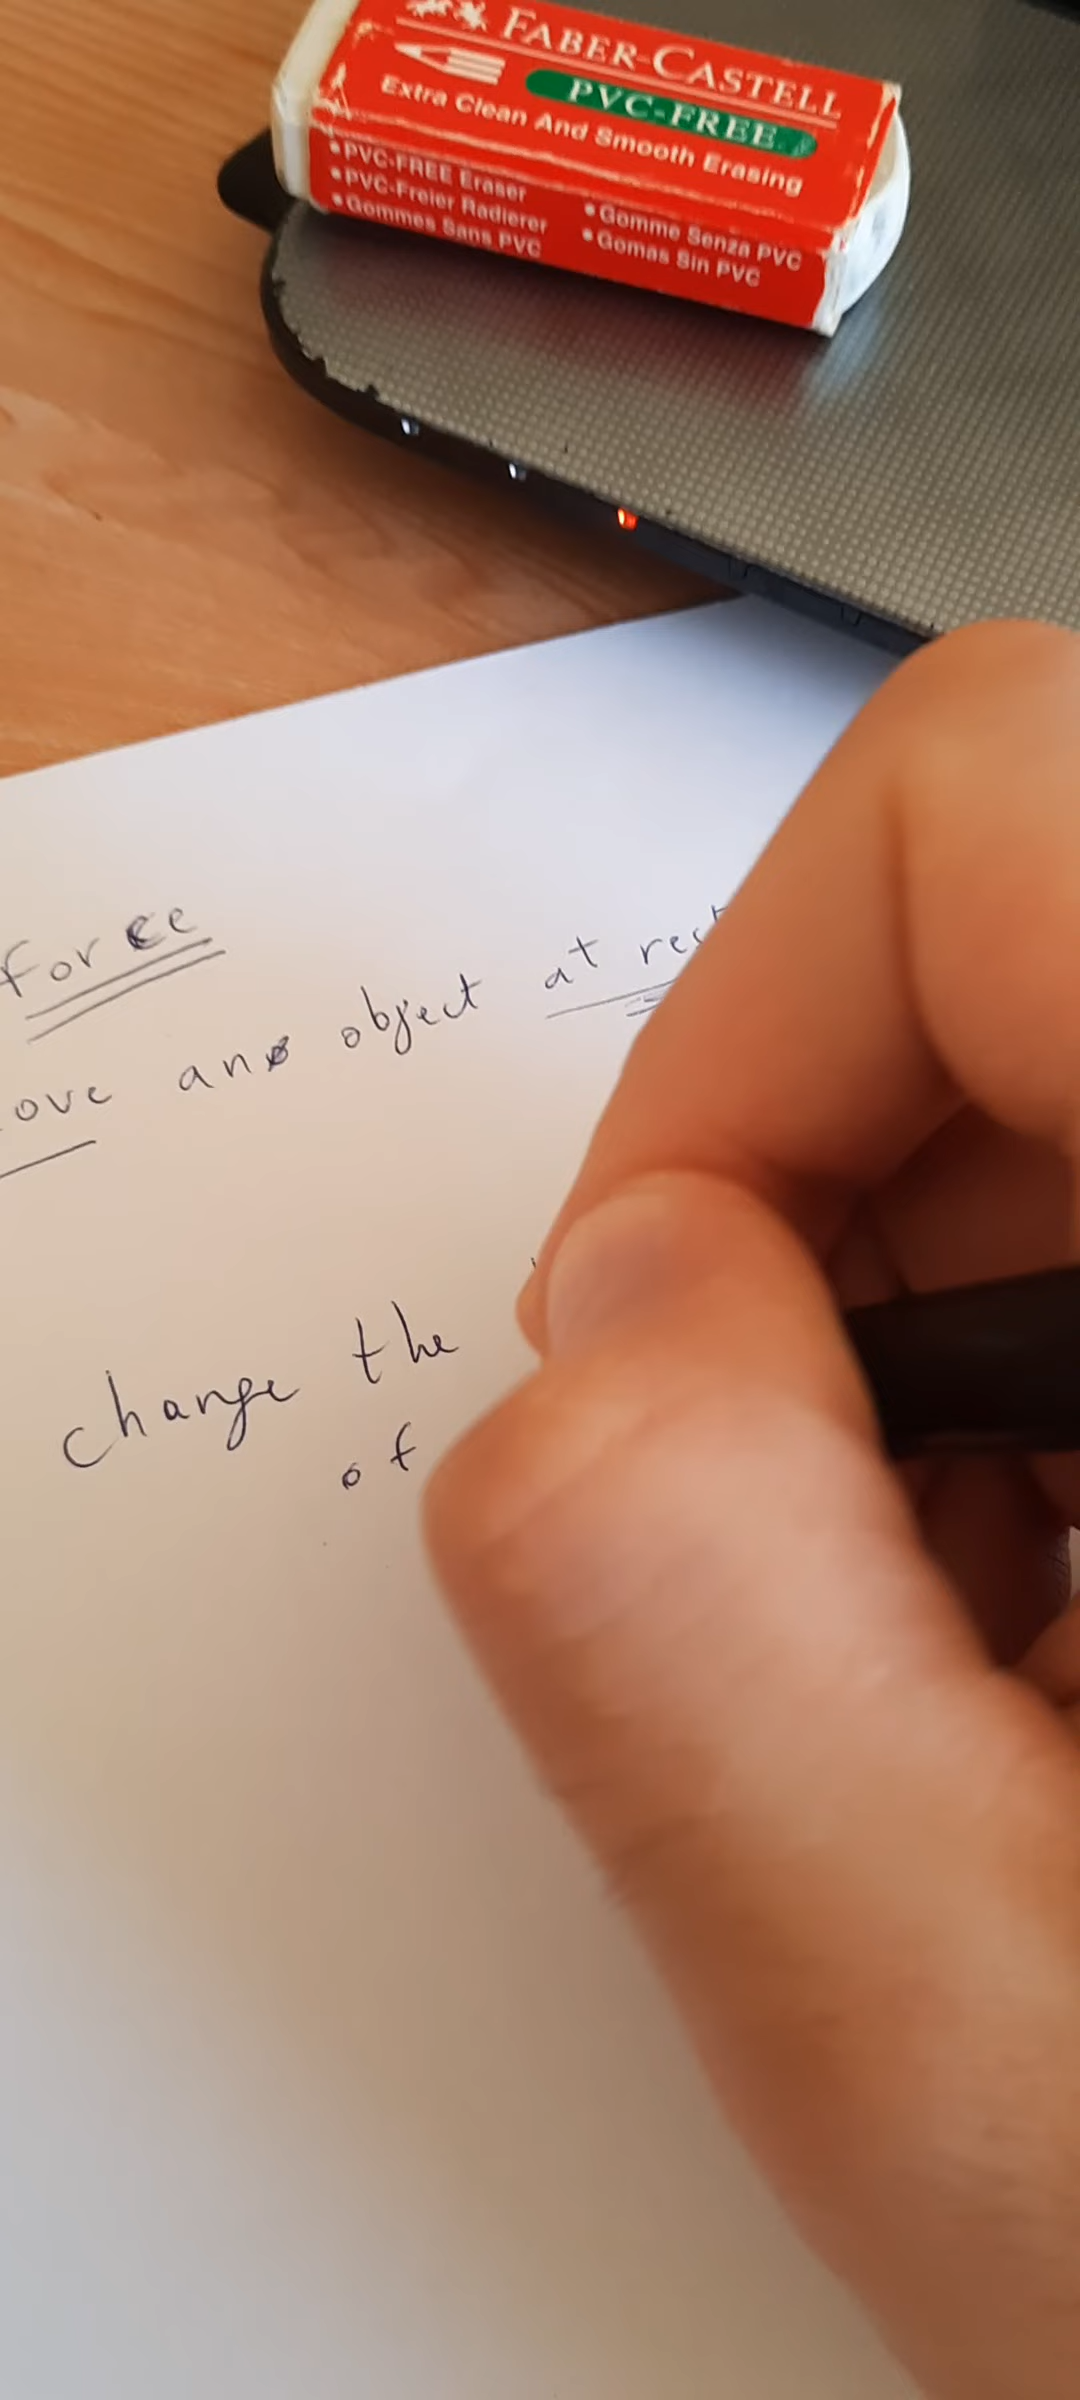 FABER-CASTELL
PVC-FREE
Extra Clean And Smooth Erasing
•PVC-FREE Eraser
•PVC-Freier Radierer
•Gommes Sans PVC
•Gomme Senza PVC
•Gomas Sin PVC
force
ove an object at rest
change the
of